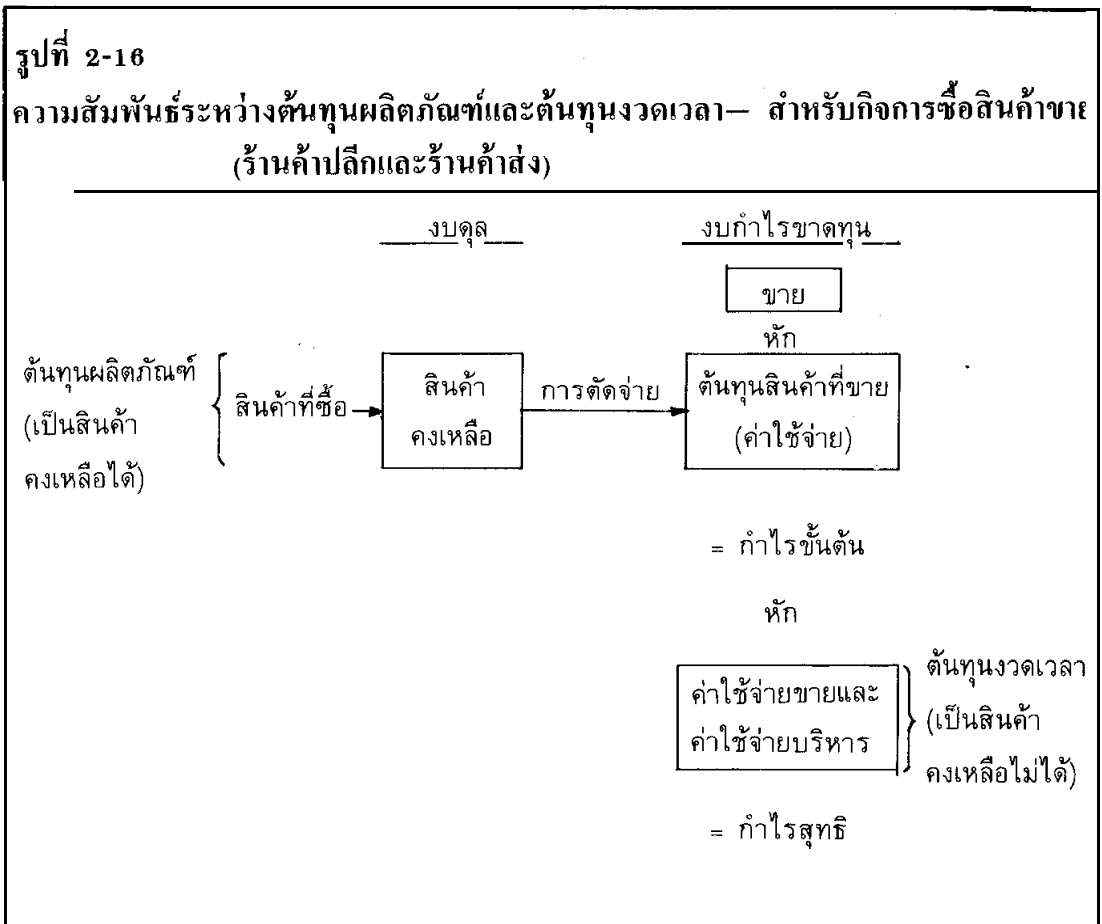 รูปที่ 2-16
ความสัมพันธ์ระหว่างต้นทุนผลิตภัณฑ์และต้นทุนงวดเวลา— สำหรับกิจการซื้อสินค้าขาย
(ร้านค้าปลีกและร้านค้าส่ง)
งบดุล
งบกำไรขาดทุน
ขาย
หัก
ต้นทุนผลิตภัณฑ์
(เป็นสินค้า
คงเหลือได้)
สินค้าที่ซื้อ
สินค้า
คงเหลือ
การตัดจ่าย
ต้นทุนสินค้าที่ขาย
(ค่าใช้จ่าย)
= กำไรขั้นต้น
หัก
ค่าใช้จ่ายขายและ
ค่าใช้จ่ายบริหาร
ต้นทุนงวดเวลา
(เป็นสินค้า
คงเหลือไม่ได้)
= กำไรสุทธิ